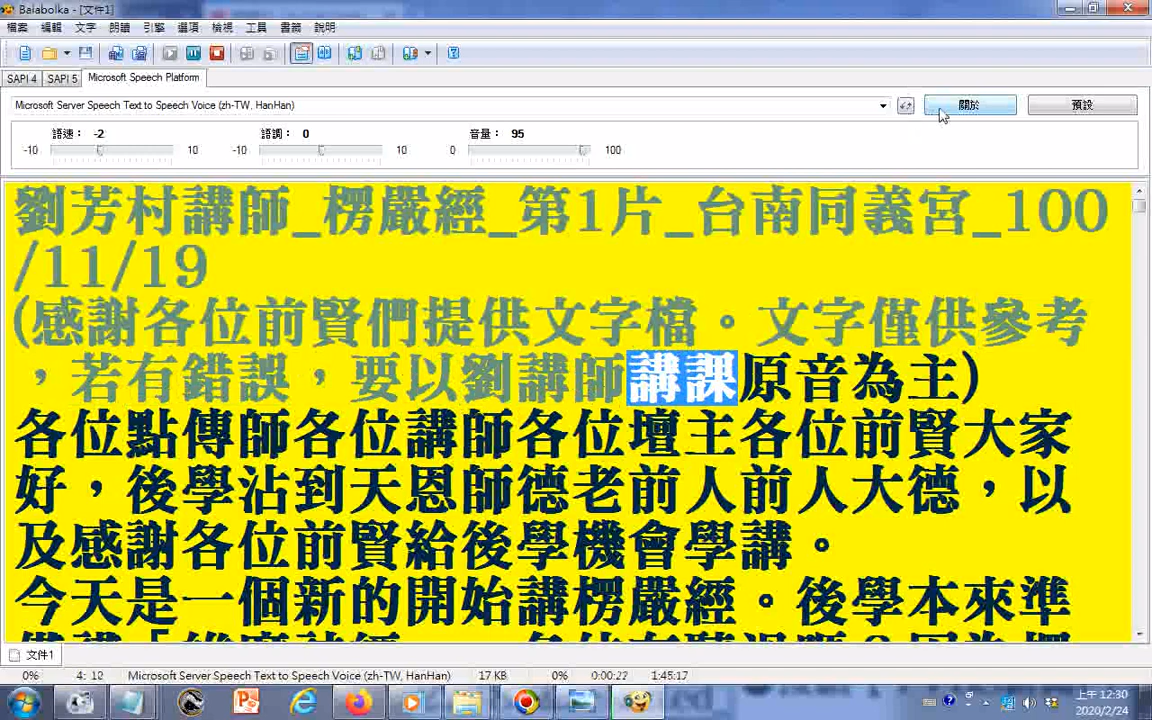 Balabolka - [文件1]
檔案 編輯 文字 朗讀 引擎 選項 檢視 工具 書籤 說明
SAPI 4 SAPI 5 Microsoft Speech Platform
Microsoft Server Speech Text to Speech Voice (zh-TW, HanHan) 關於 預設
語速： -2 語調： 0 音量： 95
-10 10 -10 10 0 100
劉芳村講師_楞嚴經_第1片_台南同義宮_100
/11/19
(感謝各位前賢們提供文字檔。文字僅供參考
，若有錯誤，要以劉講師講課原音為主)
各位點傳師各位講師各位壇主各位前賢大家
好，後學沾到天恩師德老前人前人大德，以
及感謝各位前賢給後學機會學講。
今天是一個新的開始講楞嚴經。後學本來準
文件1
0% 4: 12 Microsoft Server Speech Text to Speech Voice (zh-TW, HanHan) 17 KB 0% 0:00:22 1:45:17
上午 12:30
2020/2/24